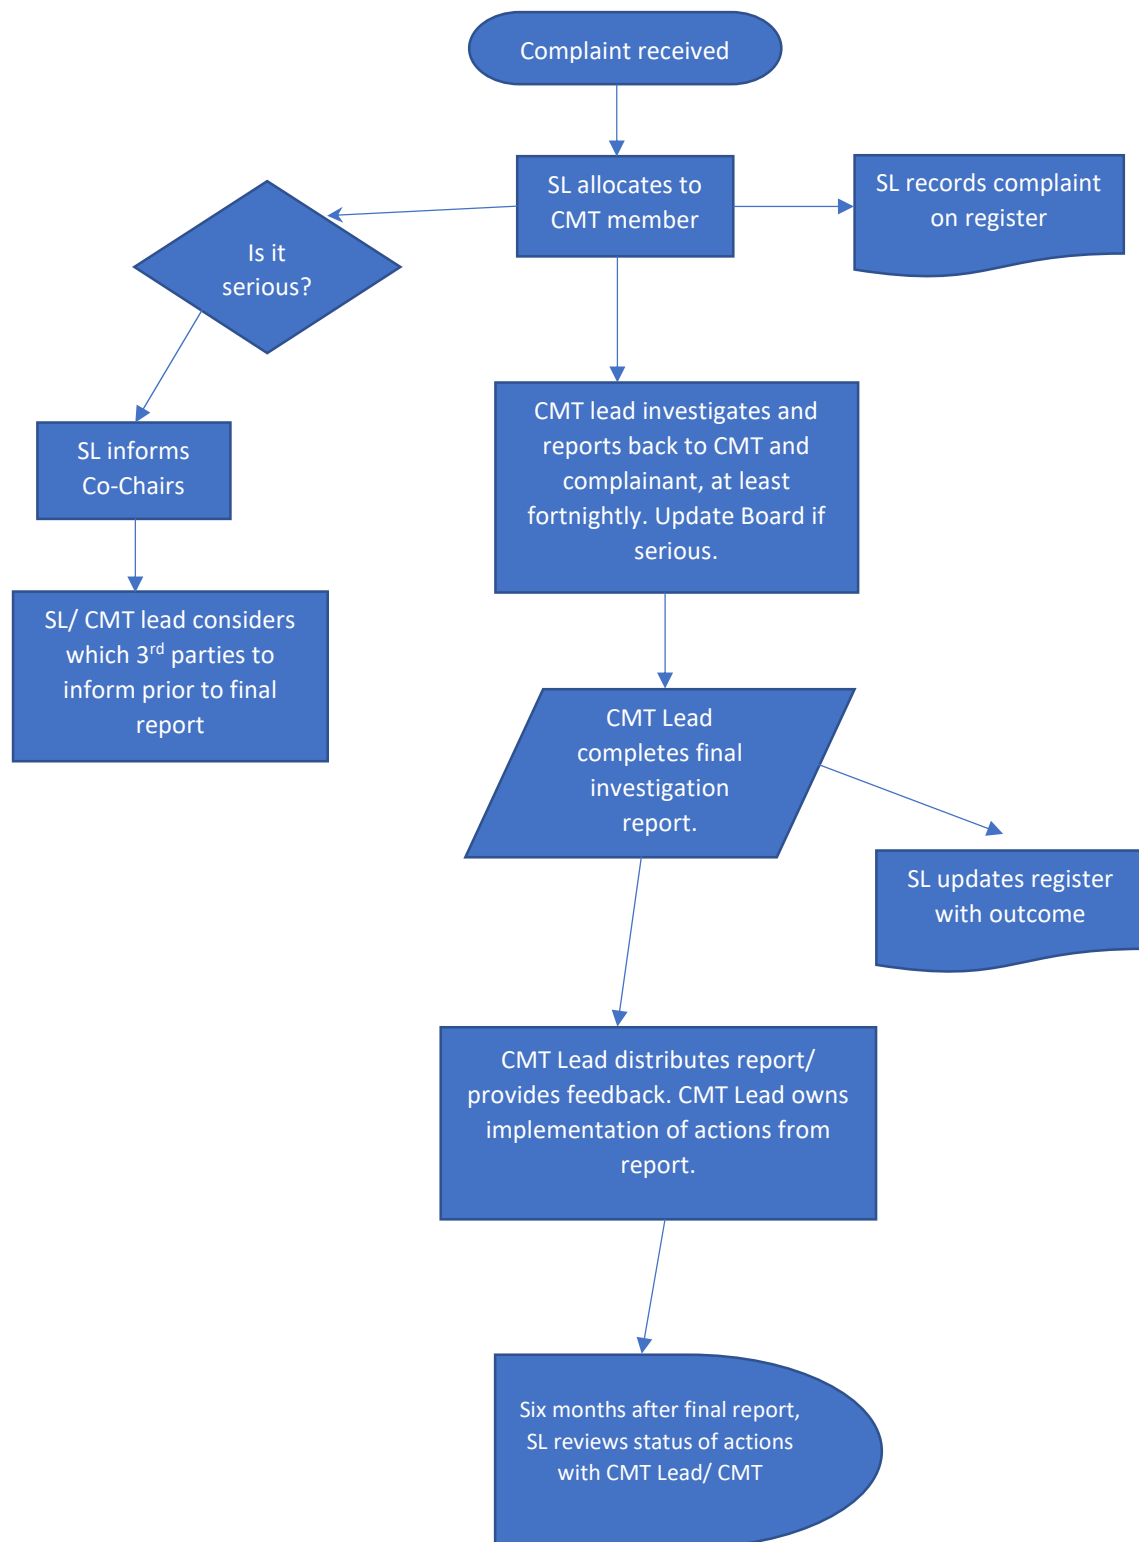 Complaint received
SL allocates to
CMT member
SL records complaint
on register
Is it
serious?
SL informs
Co-Chairs
SL/ CMT lead considers
which 3rd parties to
inform prior to final
report
CMT lead investigates and
reports back to CMT and
complainant, at least
fortnightly. Update Board if
serious.
CMT Lead
completes final
investigation
report.
SL updates register
with outcome
CMT Lead distributes report/
provides feedback. CMT Lead owns
implementation of actions from
report.
Six months after final report,
SL reviews status of actions
with CMT Lead/ CMT